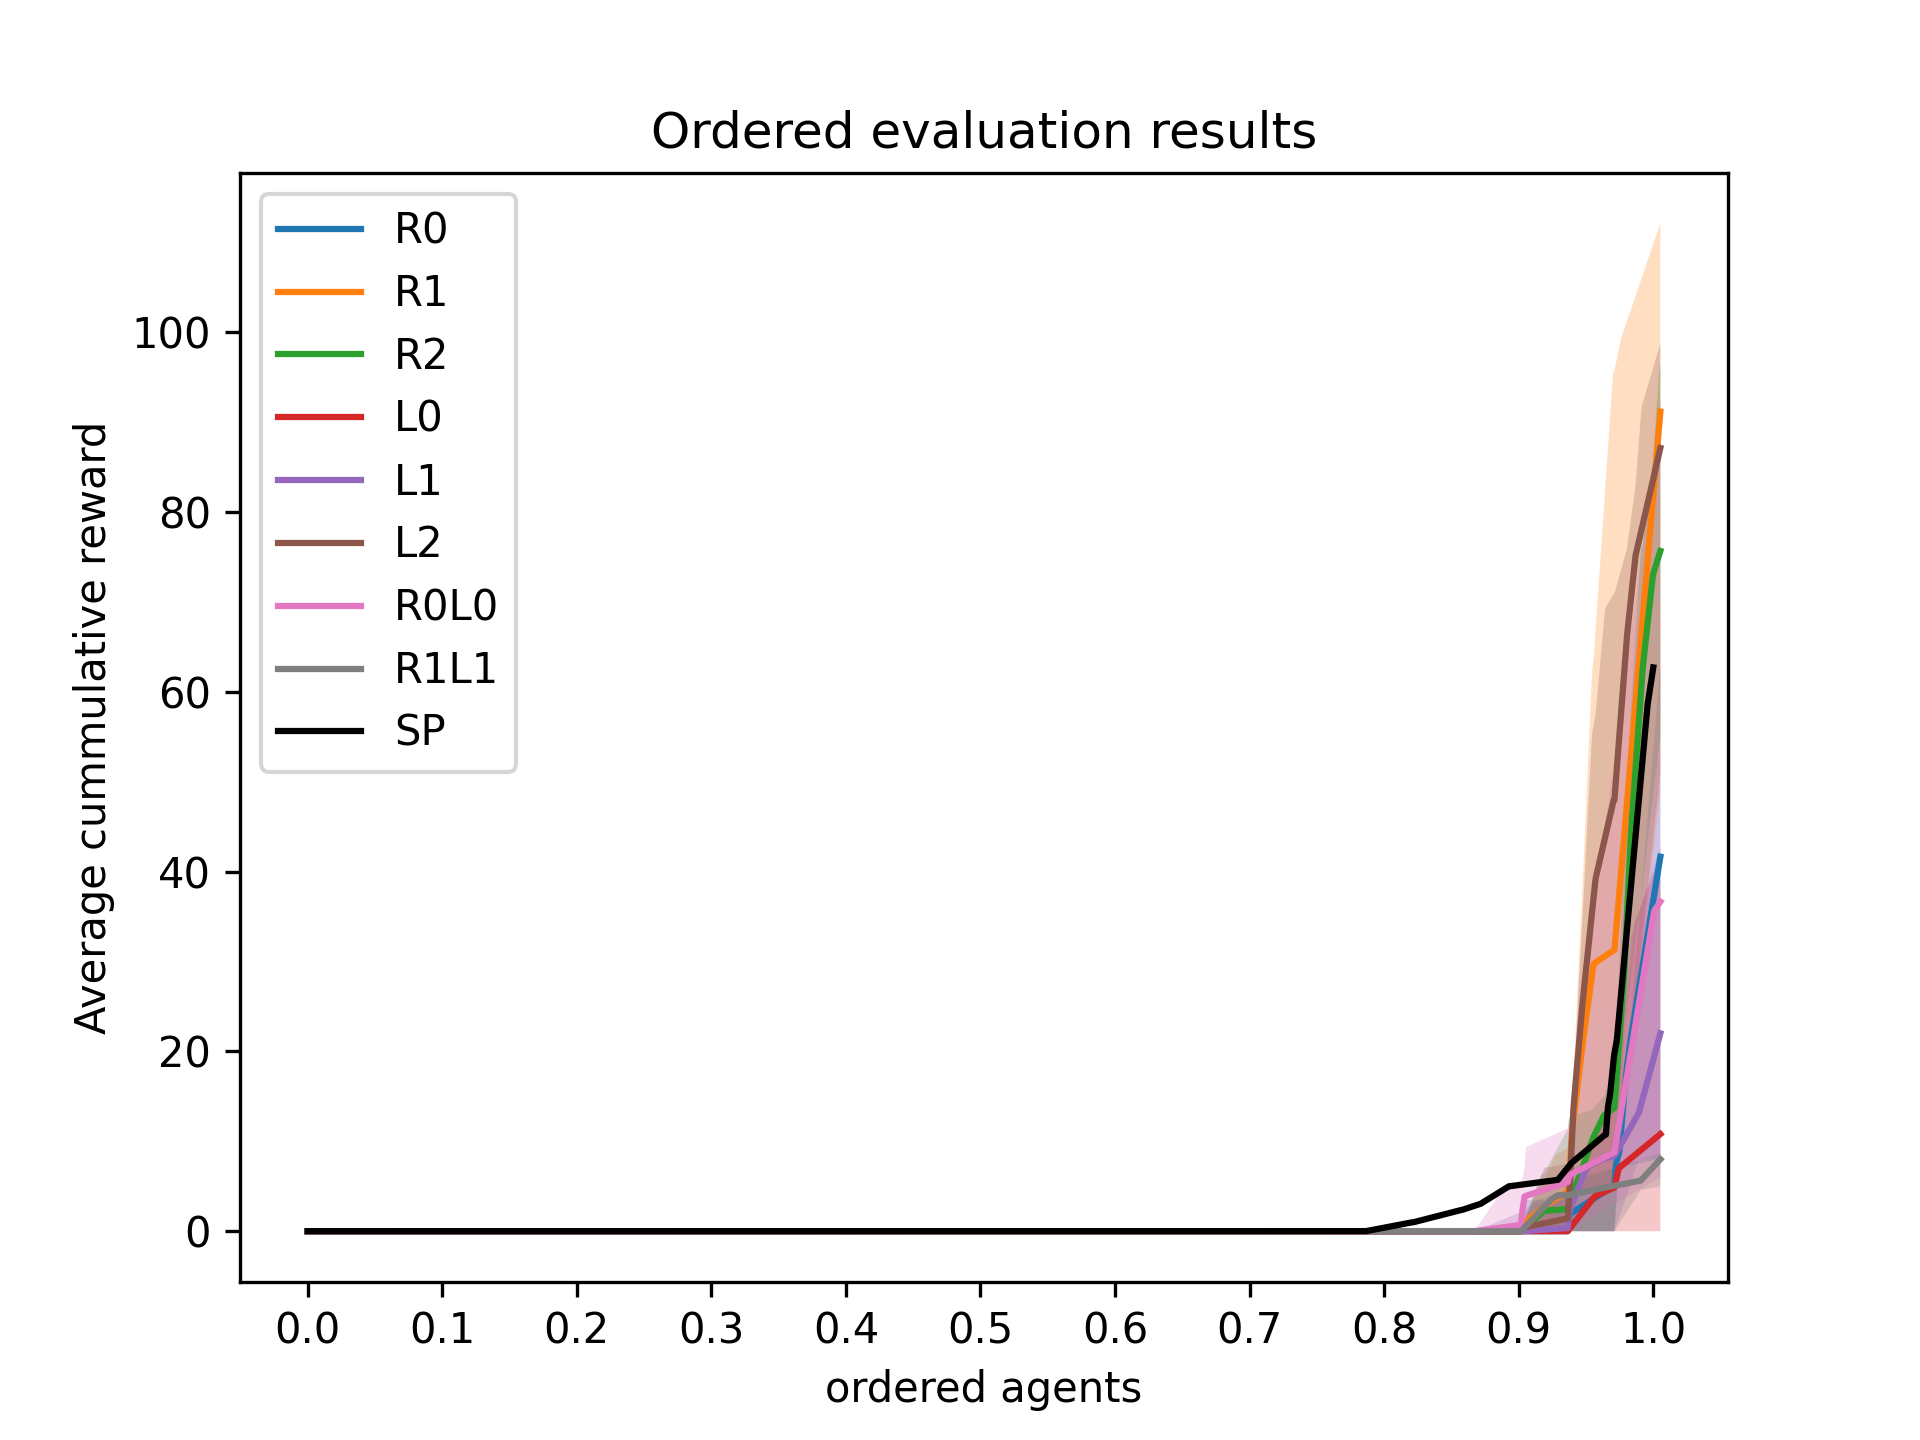 Ordered evaluation results
R0
R1
R2
L0
L1
L2
R0L0
R1L1
SP
Average cummulative reward
100
80
60
40
20
0
0.0 0.1 0.2 0.3 0.4 0.5 0.6 0.7 0.8 0.9 1.0
ordered agents